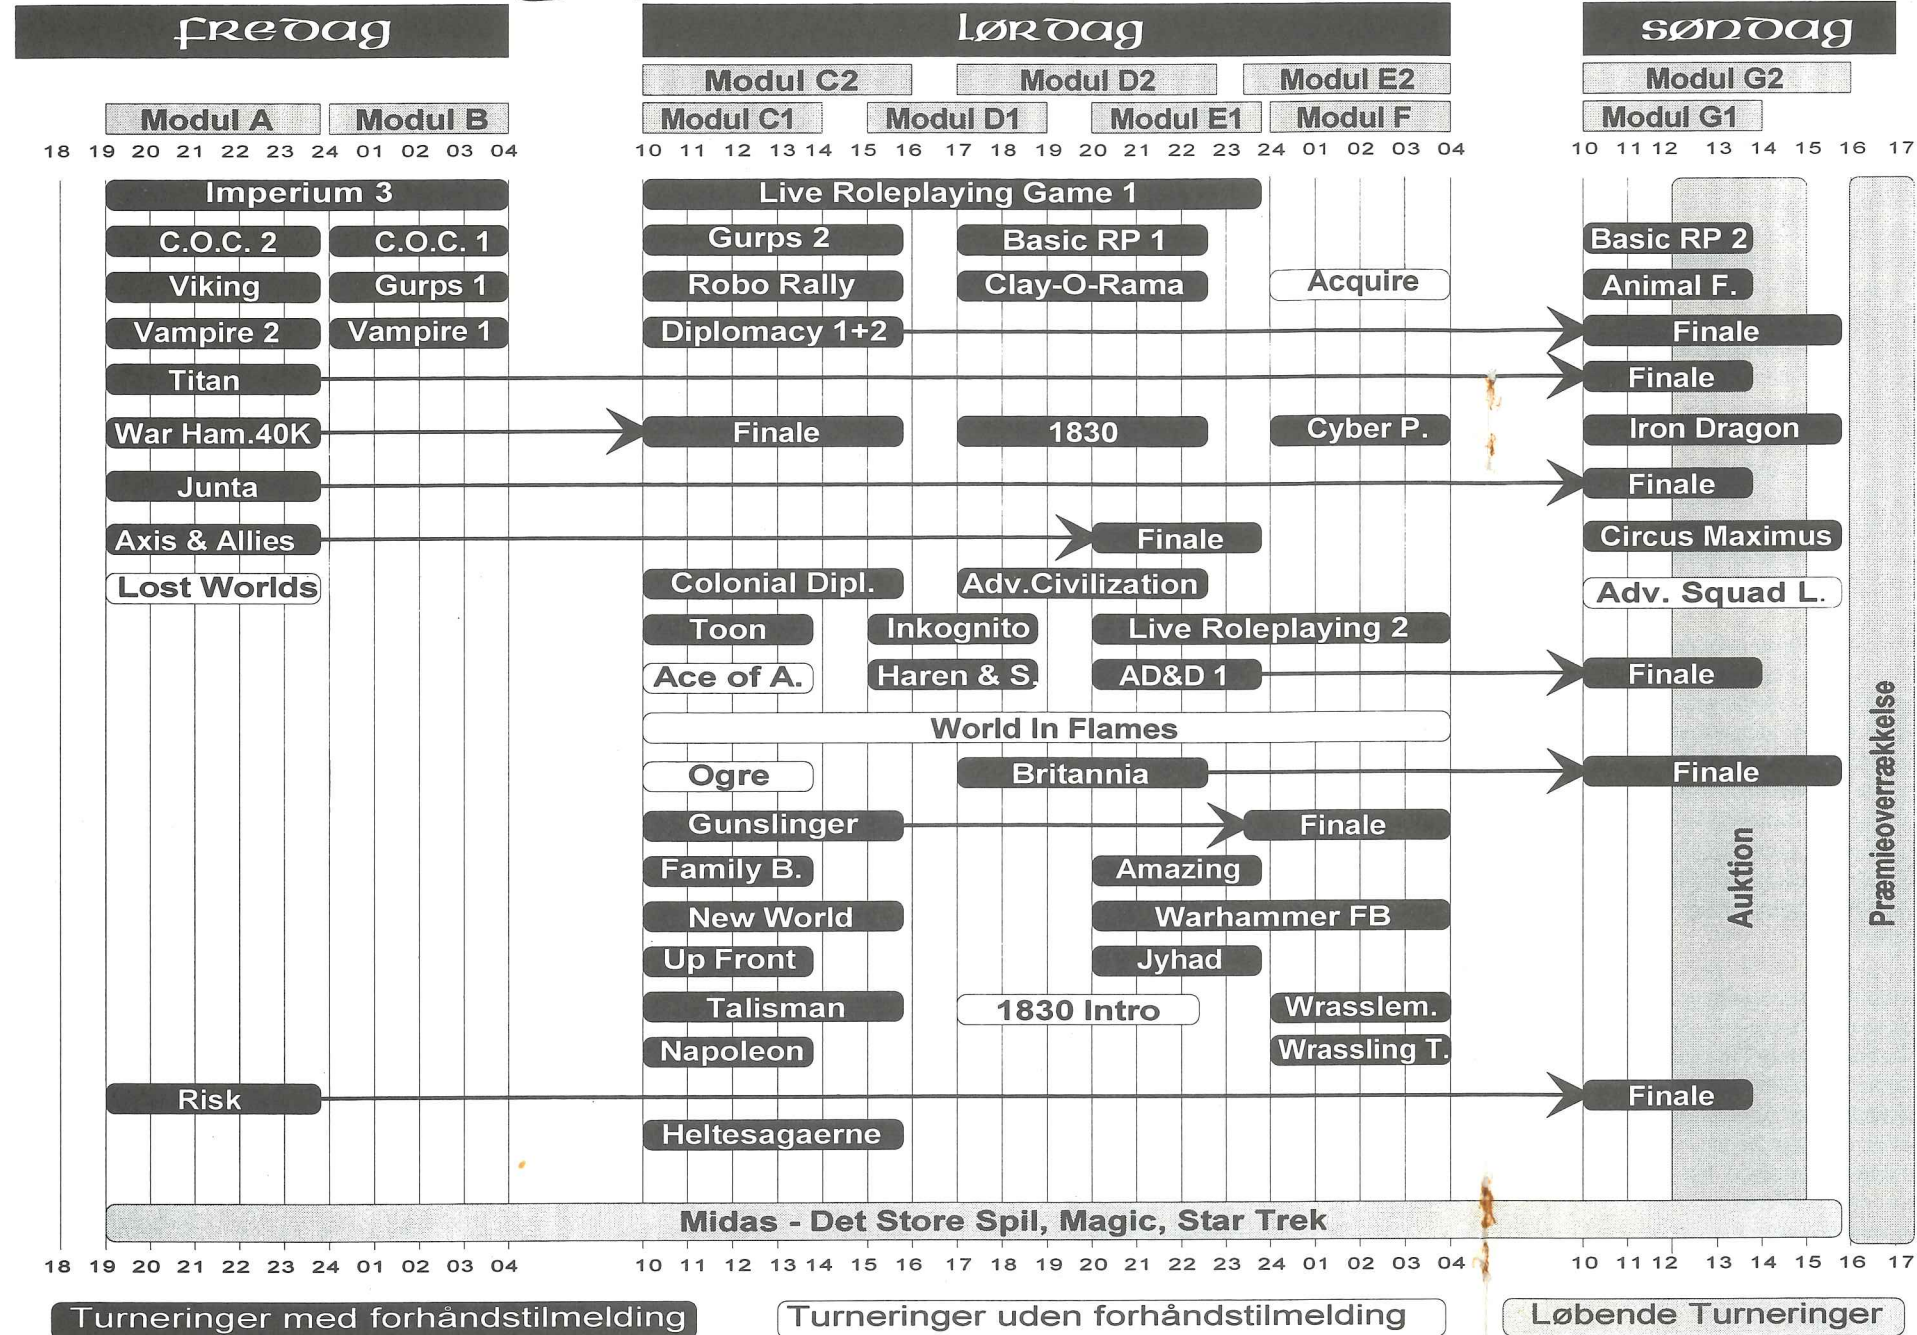 Fredag Lørdag Søndag
Modul C2 Modul D2 Modul E2 Modul G2
Modul A Modul B Modul C1 Modul D1 Modul E1 Modul F Modul G1
18 19 20 21 22 23 24 01 02 03 04 10 11 12 13 14 15 16 17 18 19 20 21 22 23 24 01 02 03 04 10 11 12 13 14 15 16 17
Imperium 3 Live Roleplaying Game 1
C.O.C. 2 C.O.C. 1 Gurps 2 Basic RP 1 Basic RP 2
Viking Gurps 1 Robo Rally Clay-O-Rama Acquire Animal F.
Vampire 2 Vampire 1 Diplomacy 1+2 Finale
Titan Finale
War Ham.40K Finale 1830 Cyber P. Iron Dragon
Junta Finale
Axis & Allies Finale Circus Maximus
Lost Worlds Colonial Dipl. Adv.Civilization Adv. Squad L.
Toon Inkognito Live Roleplaying 2
Ace of A. Haren & S. AD&D 1 Finale
World In Flames
Ogre Britannia Finale
Gunslinger Finale
Family B. Amazing
New World Warhammer FB
Up Front Jyhad
Talisman 1830 Intro Wrasslem.
Napoleon Wrassling T.
Risk Finale
Heltesagaerne
Auktion
Præmieoverrækkelse
Midas - Det Store Spil, Magic, Star Trek
18 19 20 21 22 23 24 01 02 03 04 10 11 12 13 14 15 16 17 18 19 20 21 22 23 24 01 02 03 04 10 11 12 13 14 15 16 17
Turneringer med forhåndstilmelding Turneringer uden forhåndstilmelding Løbende Turneringer